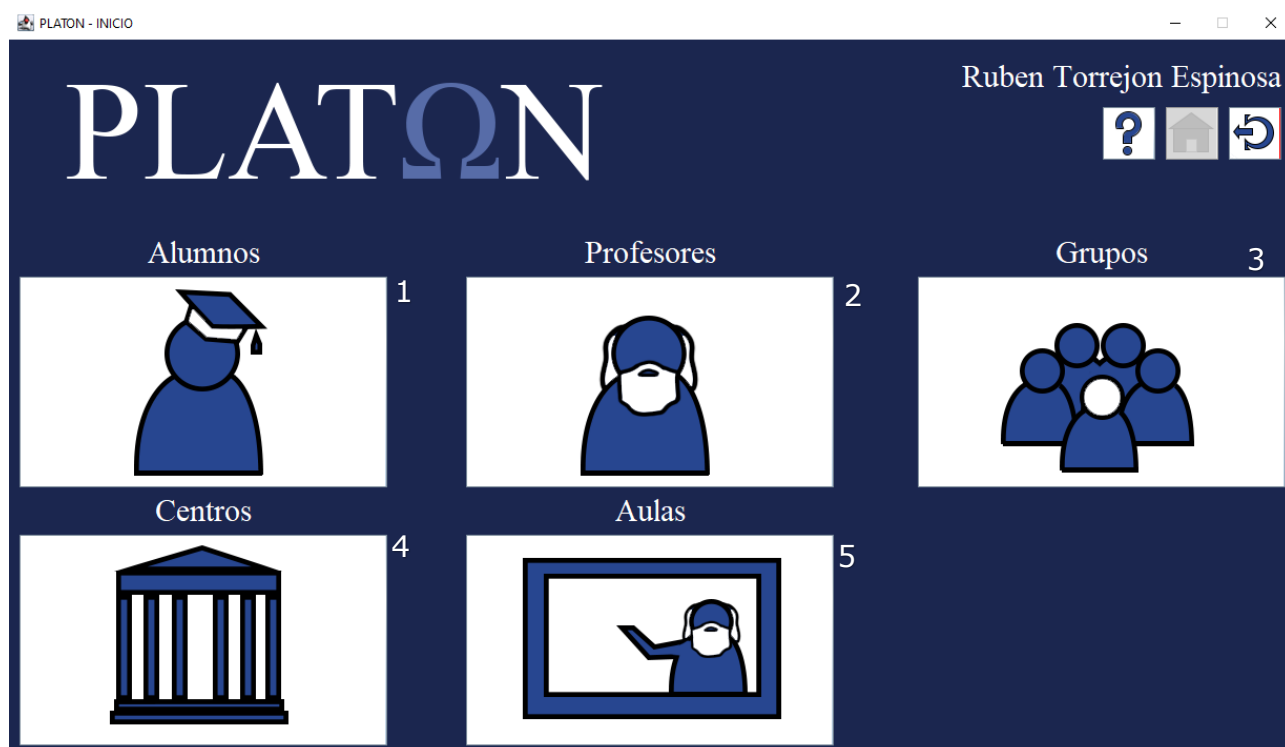 PLATON - INICIO
PLATΩN
Ruben Torrejon Espinosa
?
Alumnos
Profesores
Grupos
1
2
3
Centros
Aulas
4
5